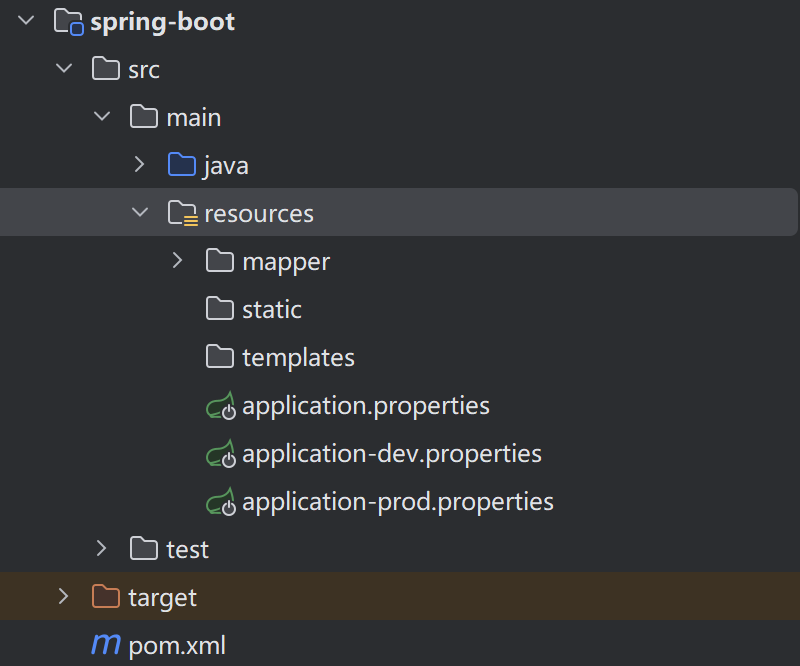 spring-boot
src
main
java
resources
mapper
static
templates
application.properties
application-dev.properties
application-prod.properties
test
target
m pom.xml